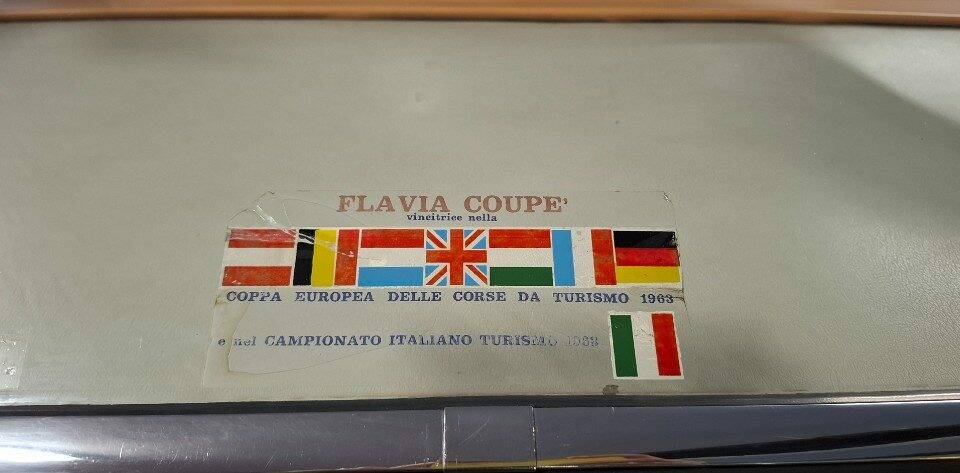 FLAVIA COUPE'
vincitrice nella
COPPA EUROPEA DELLE CORSE DA TURISMO 1963
e nel CAMPIONATO ITALIANO TURISMO 1963